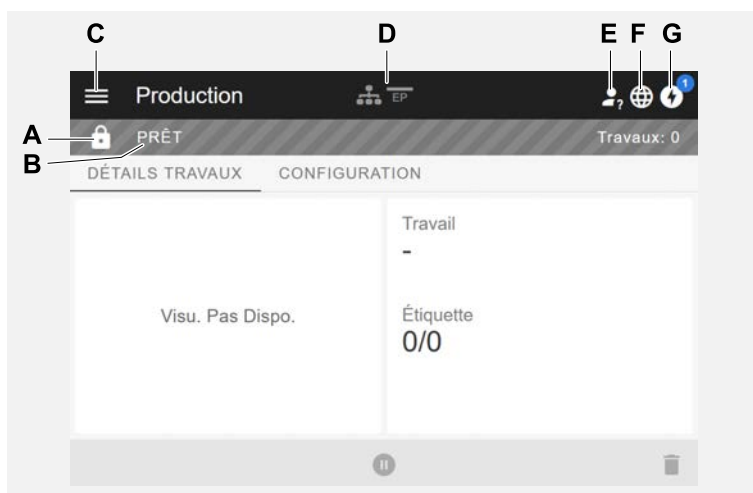 C D E F G
Production EP 1
A PRÊT Travaux: 0
B
DÉTAILS TRAVAUX CONFIGURATION
Travail
-
Visu. Pas Dispo.
Étiquette
0/0